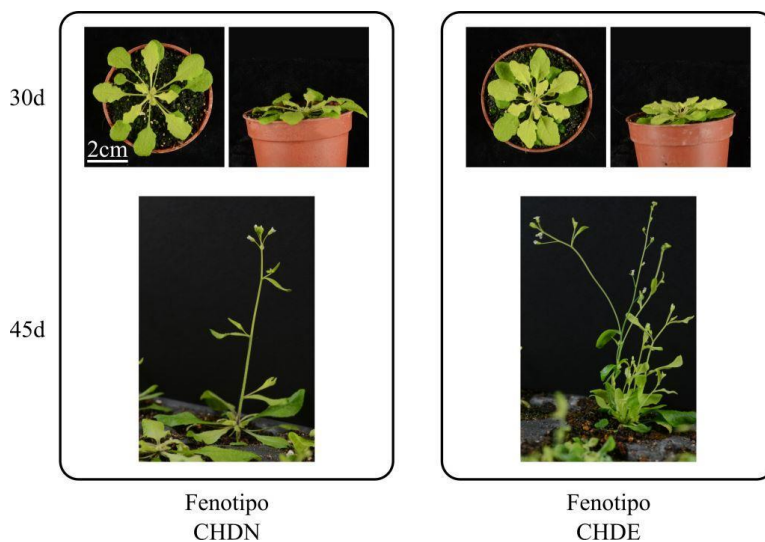 30d
2cm
45d
Fenotipo
CHDN
Fenotipo
CHDE